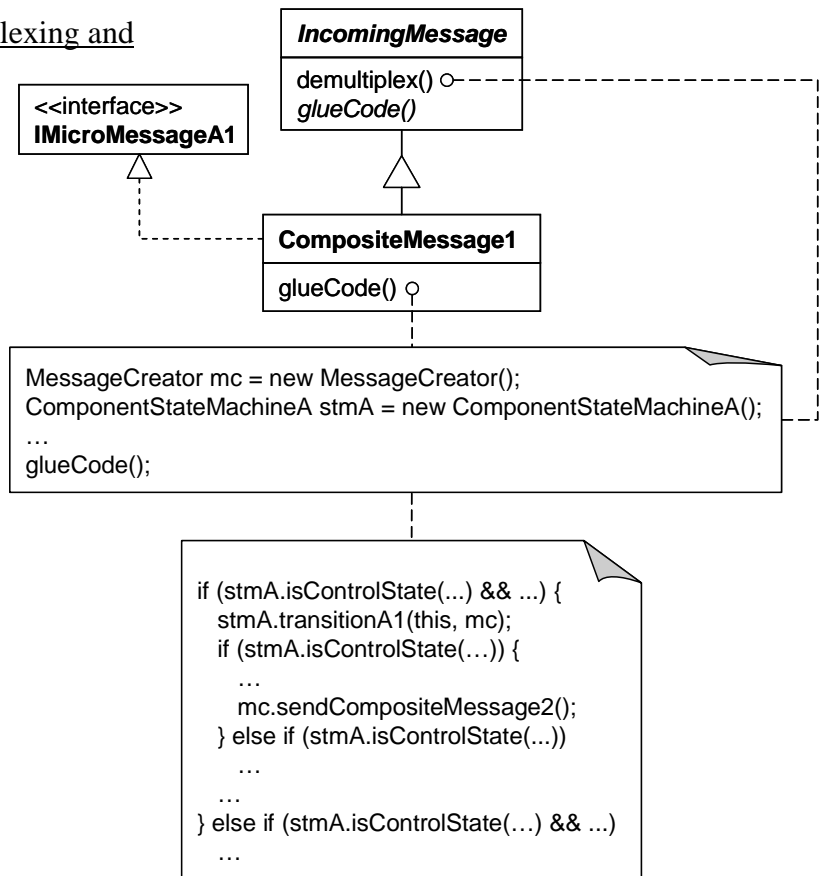 lexing and
IncomingMessage
demultiplex()
glueCode()
<<interface>>
IMicroMessageA1
CompositeMessage1
glueCode()
MessageCreator mc = new MessageCreator();
ComponentStateMachineA stmA = new ComponentStateMachineA();
…
glueCode();
if (stmA.isControlState(...) && ...) {
stmA.transitionA1(this, mc);
if (stmA.isControlState(…)) {
…
mc.sendCompositeMessage2();
} else if (stmA.isControlState(...))
…
…
} else if (stmA.isControlState(…) && ...)
…